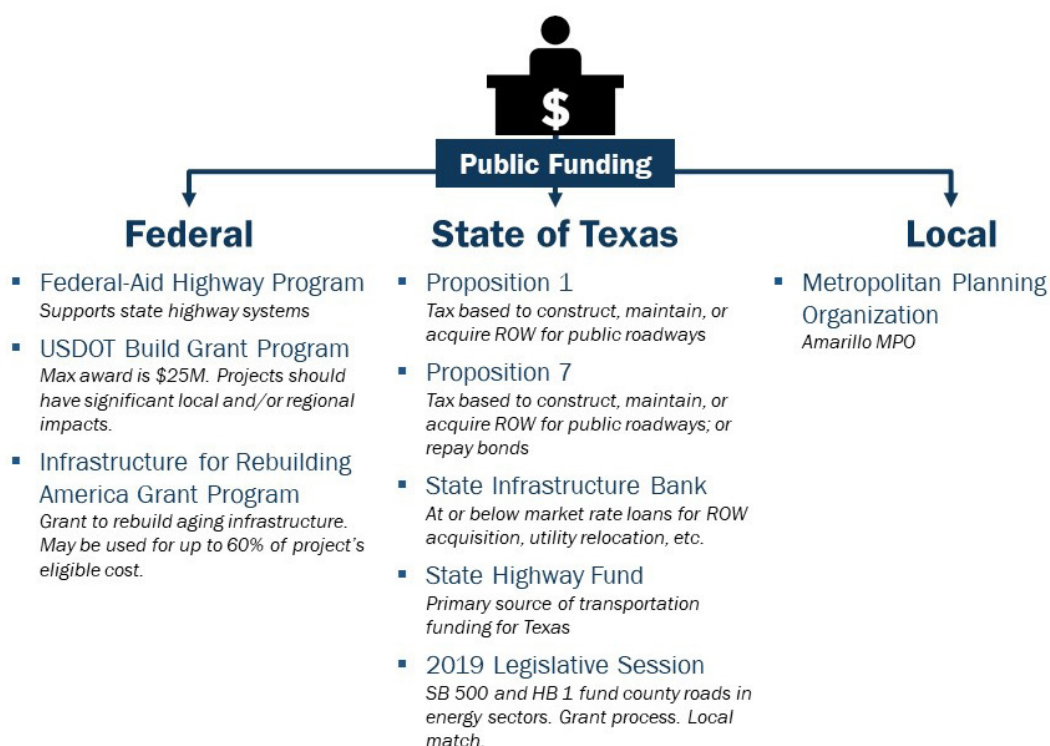 $
Public Funding
Federal
▪ Federal-Aid Highway Program
Supports state highway systems
▪ USDOT Build Grant Program
Max award is $25M. Projects should
have significant local and/or regional
impacts.
▪ Infrastructure for Rebuilding
America Grant Program
Grant to rebuild aging infrastructure.
May be used for up to 60% of project's
eligible cost.
State of Texas
▪ Proposition 1
Tax based to construct, maintain, or
acquire ROW for public roadways
▪ Proposition 7
Tax based to construct, maintain, or
acquire ROW for public roadways; or
repay bonds
▪ State Infrastructure Bank
At or below market rate loans for ROW
acquisition, utility relocation, etc.
▪ State Highway Fund
Primary source of transportation
funding for Texas
▪ 2019 Legislative Session
SB 500 and HB 1 fund county roads in
energy sectors. Grant process. Local
match.
Local
▪ Metropolitan Planning
Organization
Amarillo MPO